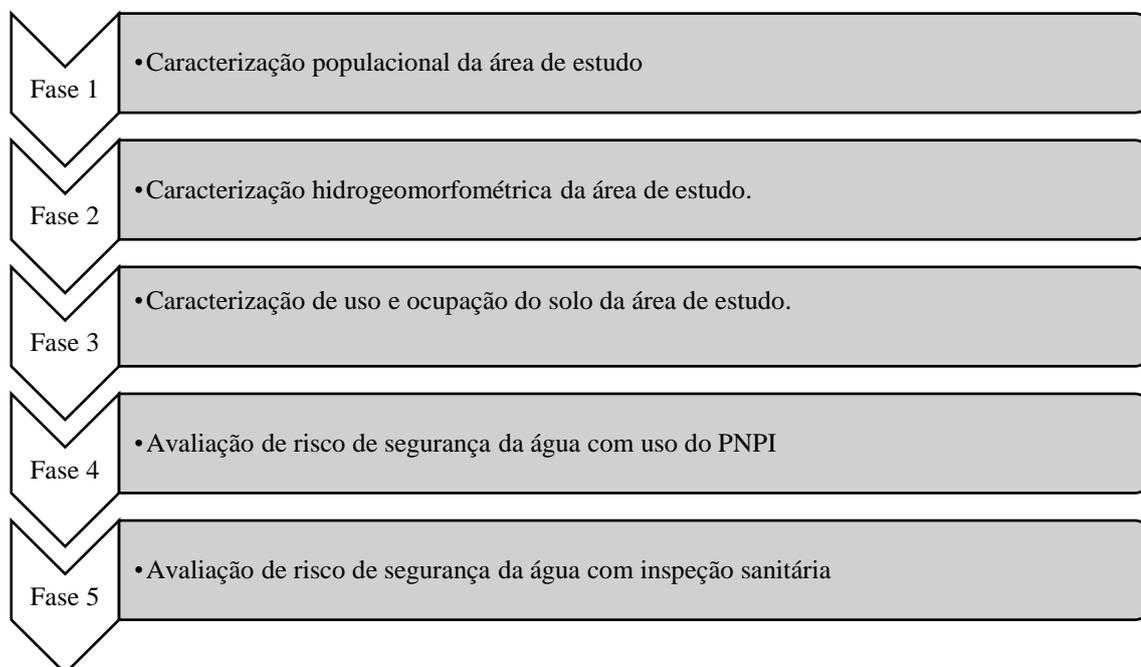 Fase 1
•Caracterização populacional da área de estudo
Fase 2
•Caracterização hidrogeomorfométrica da área de estudo.
Fase 3
•Caracterização de uso e ocupação do solo da área de estudo.
Fase 4
•Avaliação de risco de segurança da água com uso do PNPI
Fase 5
•Avaliação de risco de segurança da água com inspeção sanitária